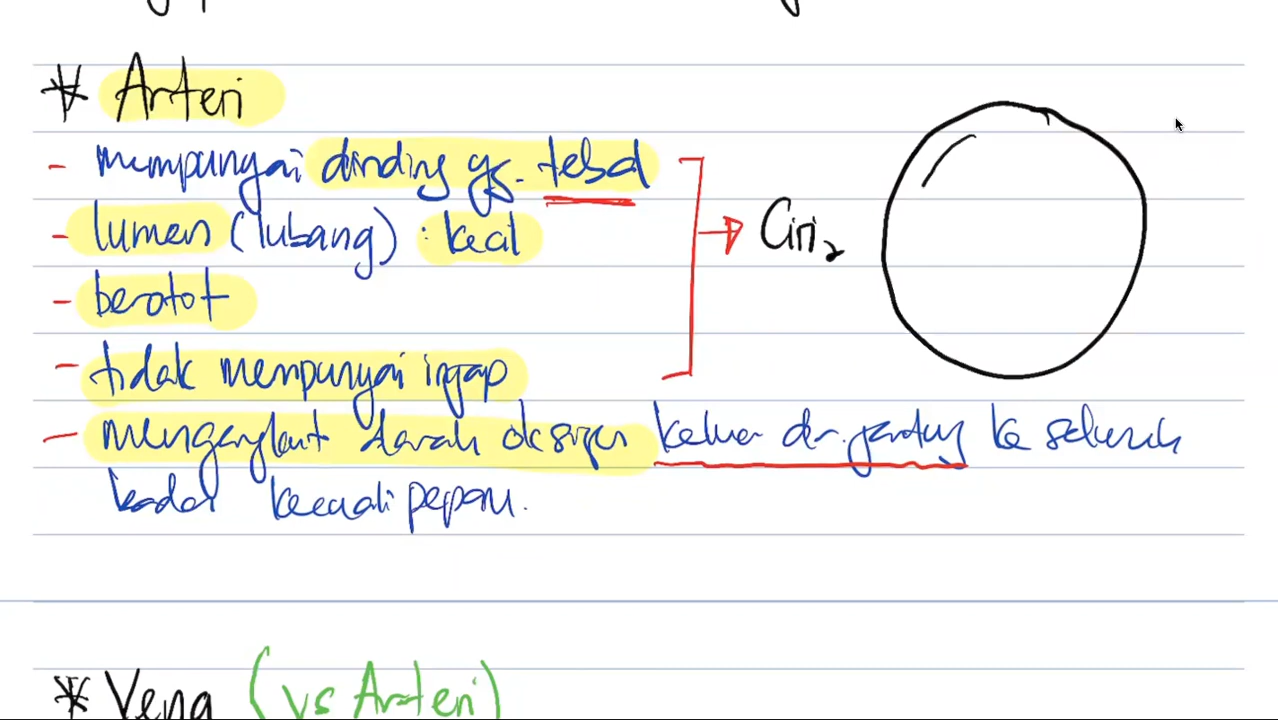 * Arteri
- mempunyai dinding yg. tebal
- lumen (lubang) : kecil
- berotot
- tidak mempunyai injap
Ciri2
- mengangkut darah oksigen keluar dr. jantung ke seluruh
badan kecuali peparu.
* Vena (vs Arteri)